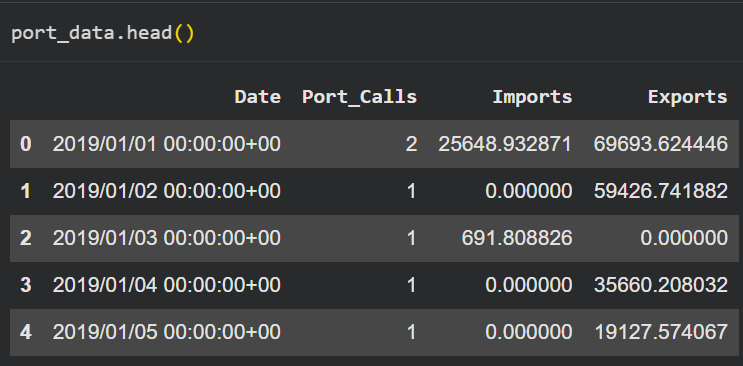 port_data.head()
Date Port_Calls Imports Exports
0 2019/01/01 00:00:00+00 2 25648.932871 69693.624446
1 2019/01/02 00:00:00+00 1 0.000000 59426.741882
2 2019/01/03 00:00:00+00 1 691.808826 0.000000
3 2019/01/04 00:00:00+00 1 0.000000 35660.208032
4 2019/01/05 00:00:00+00 1 0.000000 19127.574067